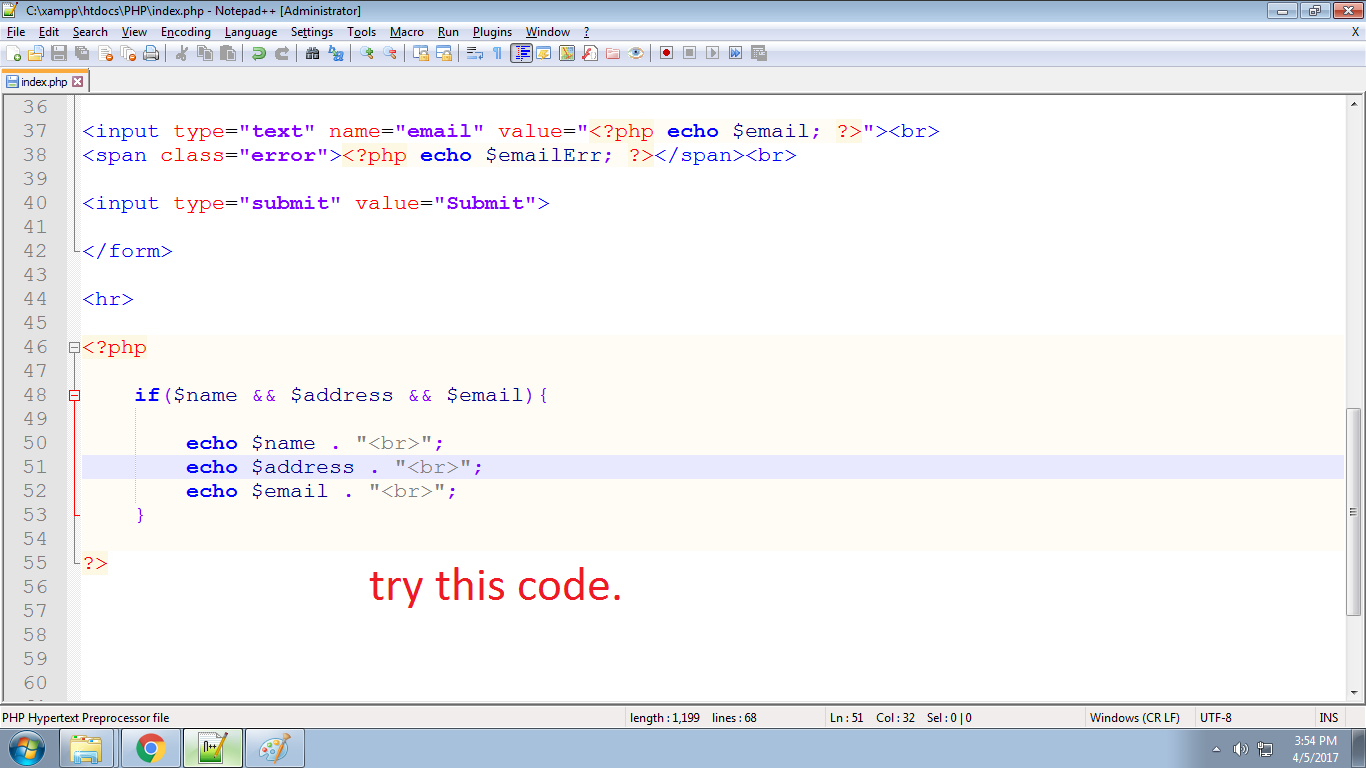 C:\xampp\htdocs\PHP\index.php - Notepad++ [Administrator]
File Edit Search View Encoding Language Settings Tools Macro Run Plugins Window ? X
index.php
36
37 <input type="text" name="email" value="<?php echo $email; ?>"><br>
38 <span class="error"><?php echo $emailErr; ?></span><br>
39
40 <input type="submit" value="Submit">
41
42 </form>
43
44 <hr>
45
46 <?php
47
48 if($name && $address && $email){
49
50 echo $name . "<br>";
51 echo $address . "<br>";
52 echo $email . "<br>";
53 }
54
55 ?>
try this code.
56
57
58
59
60
PHP Hypertext Preprocessor file length : 1,199 lines : 68 Ln : 51 Col : 32 Sel : 0 | 0 Windows (CR LF) UTF-8 INS
3:54 PM
4/5/2017